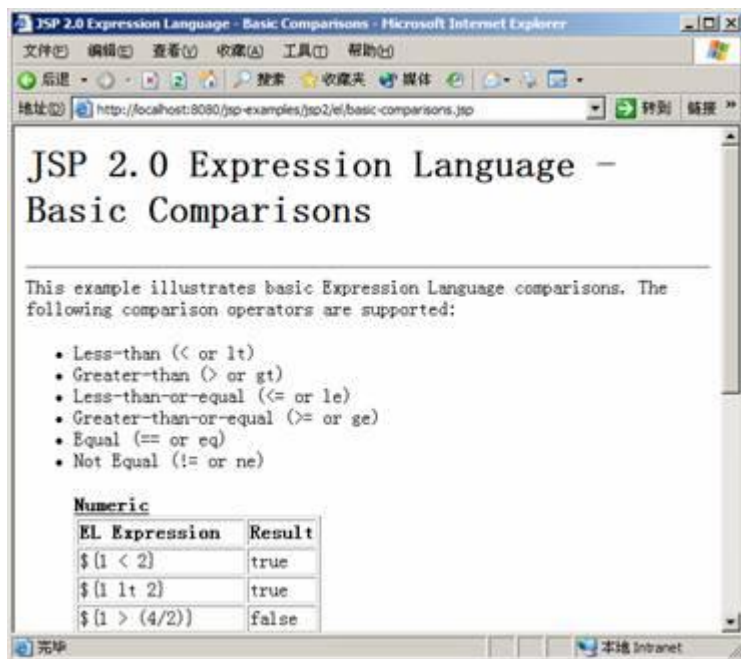 JSP 2.0 Expression Language - Basic Comparisons - Microsoft Internet Explorer
文件(F) 编辑(E) 查看(V) 收藏(A) 工具(T) 帮助(H)
后退 搜索 收藏夹 媒体
地址(D) http://localhost:8080/jsp-examples/jsp2/el/basic-comparisons.jsp 转到 链接 »
JSP 2.0 Expression Language -
Basic Comparisons
This example illustrates basic Expression Language comparisons. The
following comparison operators are supported:
• Less-than (< or lt)
• Greater-than (> or gt)
• Less-than-or-equal (<= or le)
• Greater-than-or-equal (>= or ge)
• Equal (== or eq)
• Not Equal (!= or ne)
Numeric
EL Expression Result
${1 < 2} true
${1 lt 2} true
${1 > (4/2)} false
完毕 本地 Intranet